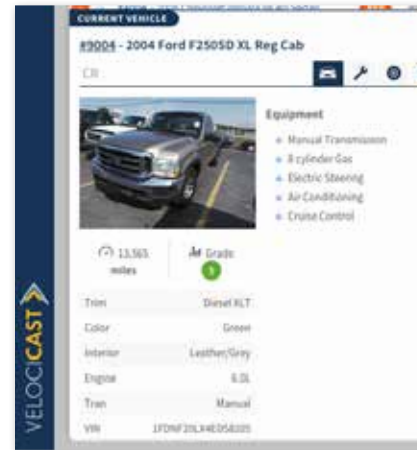 CURRENT VEHICLE
#9004 - 2004 Ford F250SD XL Reg Cab
CR
Equipment
Manual Transmission
8 cylinder Gas
Electric Steering
Air Conditioning
Cruise Control
13,565 miles
Grade
Trim Diesel XLT
Color Green
Interior Leather/Gray
Engine 6.0L
Tran Manual
VIN
VELOCICAST